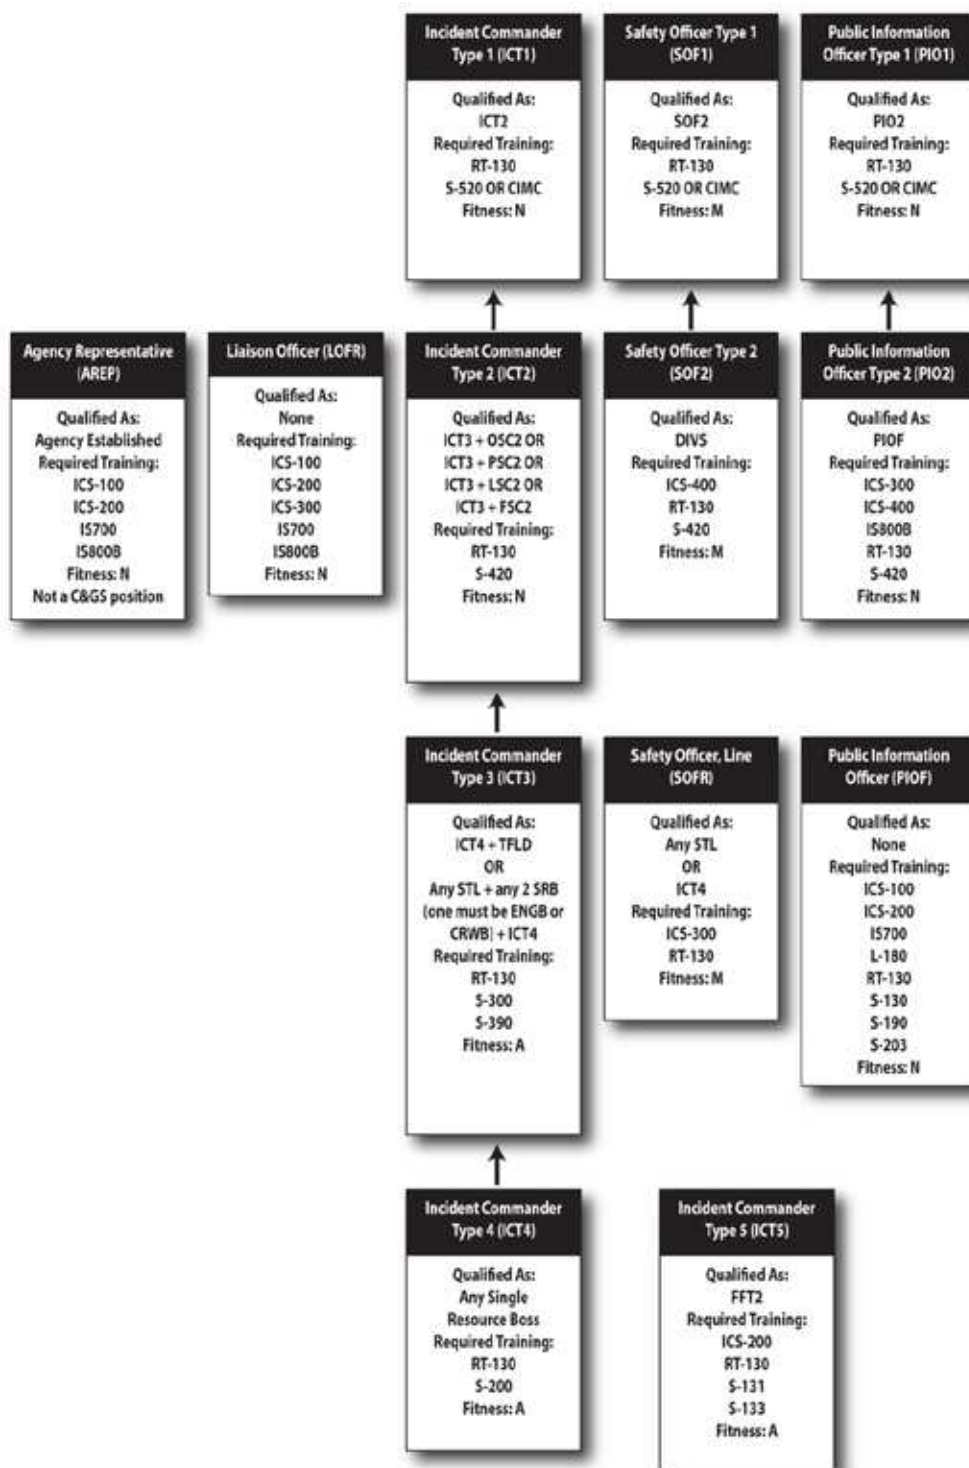 Incident Commander
Type 1 (ICT1)
Qualified As:
ICT2
Required Training:
RT-130
S-520 OR CIMC
Fitness: N
Safety Officer Type 1
(SOF1)
Qualified As:
SOF2
Required Training:
RT-130
S-520 OR CIMC
Fitness: M
Public Information
Officer Type 1 (PIO1)
Qualified As:
PIO2
Required Training:
RT-130
S-520 OR CIMC
Fitness: N
Agency Representative
(AREP)
Qualified As:
Agency Established
Required Training:
ICS-100
ICS-200
IS700
IS800B
Fitness: N
Not a C&GS position
Liaison Officer (LOFR)
Qualified As:
None
Required Training:
ICS-100
ICS-200
ICS-300
IS700
IS800B
Fitness: N
Incident Commander
Type 2 (ICT2)
Qualified As:
ICT3 + OSC2 OR
ICT3 + PSC2 OR
ICT3 + LSC2 OR
ICT3 + FSC2
Required Training:
RT-130
S-420
Fitness: N
Safety Officer Type 2
(SOF2)
Qualified As:
DIVS
Required Training:
ICS-400
RT-130
S-420
Fitness: M
Public Information
Officer Type 2 (PIO2)
Qualified As:
PIOF
Required Training:
ICS-300
ICS-400
IS800B
RT-130
S-420
Fitness: N
Incident Commander
Type 3 (ICT3)
Qualified As:
ICT4 + TFLD
OR
Any STL + any 2 SRB
(one must be ENGB or
CRWB) + ICT4
Required Training:
RT-130
S-300
S-390
Fitness: A
Safety Officer, Line
(SOFR)
Qualified As:
Any STL
OR
ICT4
Required Training:
ICS-300
RT-130
Fitness: M
Public Information
Officer (PIOF)
Qualified As:
None
Required Training:
ICS-100
ICS-200
IS700
L-180
RT-130
S-130
S-190
S-203
Fitness: N
Incident Commander
Type 4 (ICT4)
Qualified As:
Any Single
Resource Boss
Required Training:
RT-130
S-200
Fitness: A
Incident Commander
Type 5 (ICT5)
Qualified As:
FFT2
Required Training:
ICS-200
RT-130
S-131
S-133
Fitness: A